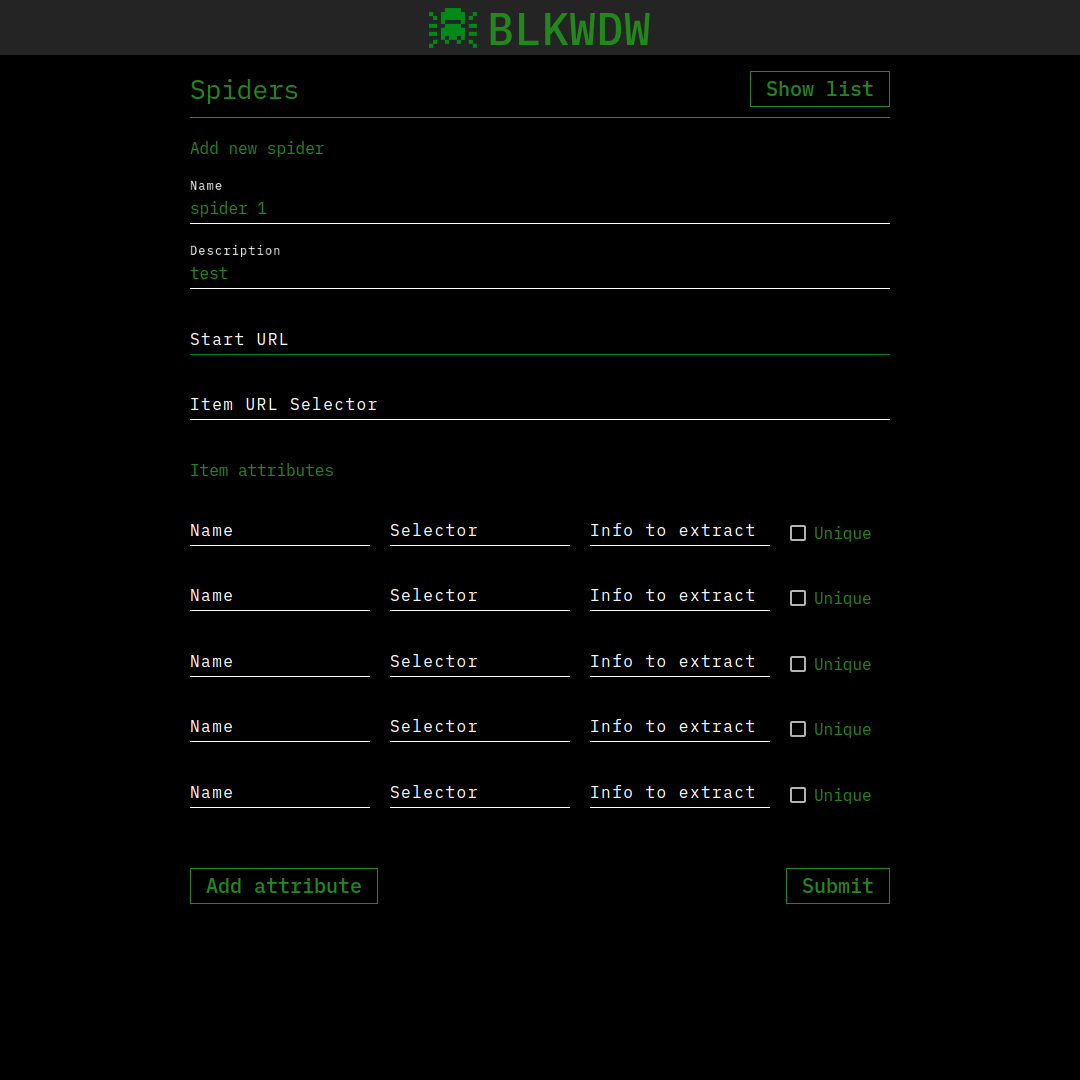 BLKWDW
Spiders Show list
Add new spider
Name
spider 1
Description
test
Start URL
Item URL Selector
Item attributes
Name Selector Info to extract Unique
Name Selector Info to extract Unique
Name Selector Info to extract Unique
Name Selector Info to extract Unique
Name Selector Info to extract Unique
Add attribute Submit